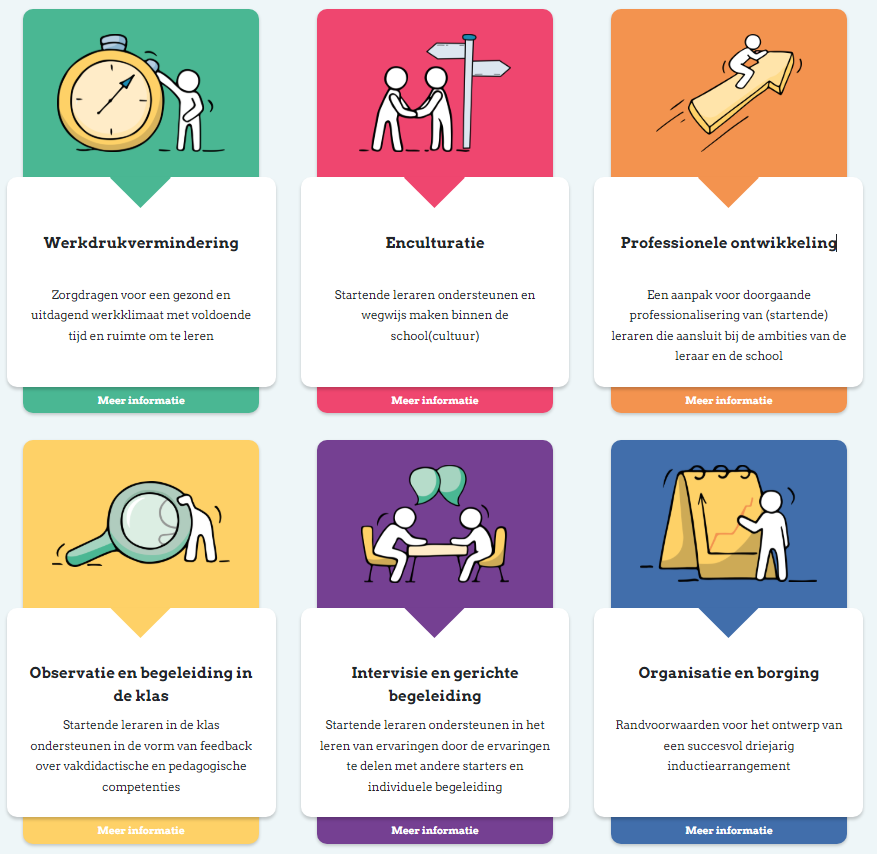 Werkdrukvermindering
Zorgdragen voor een gezond en
uitdagend werkklimaat met voldoende
tijd en ruimte om te leren
Meer informatie
Enculturatie
Startende leraren ondersteunen en
wegwijs maken binnen de
school(cultuur)
Meer informatie
Professionele ontwikkeling
Een aanpak voor doorgaande
professionalisering van (startende)
leraren die aansluit bij de ambities van de
leraar en de school
Meer informatie
Observatie en begeleiding in
de klas
Startende leraren in de klas
ondersteunen in de vorm van feedback
over vakdidactische en pedagogische
competenties
Meer informatie
Intervisie en gerichte
begeleiding
Startende leraren ondersteunen in het
leren van ervaringen door de ervaringen
te delen met andere starters en
individuele begeleiding
Meer informatie
Organisatie en borging
Randvoorwaarden voor het ontwerp van
een succesvol driejarig
inductiearrangement
Meer informatie